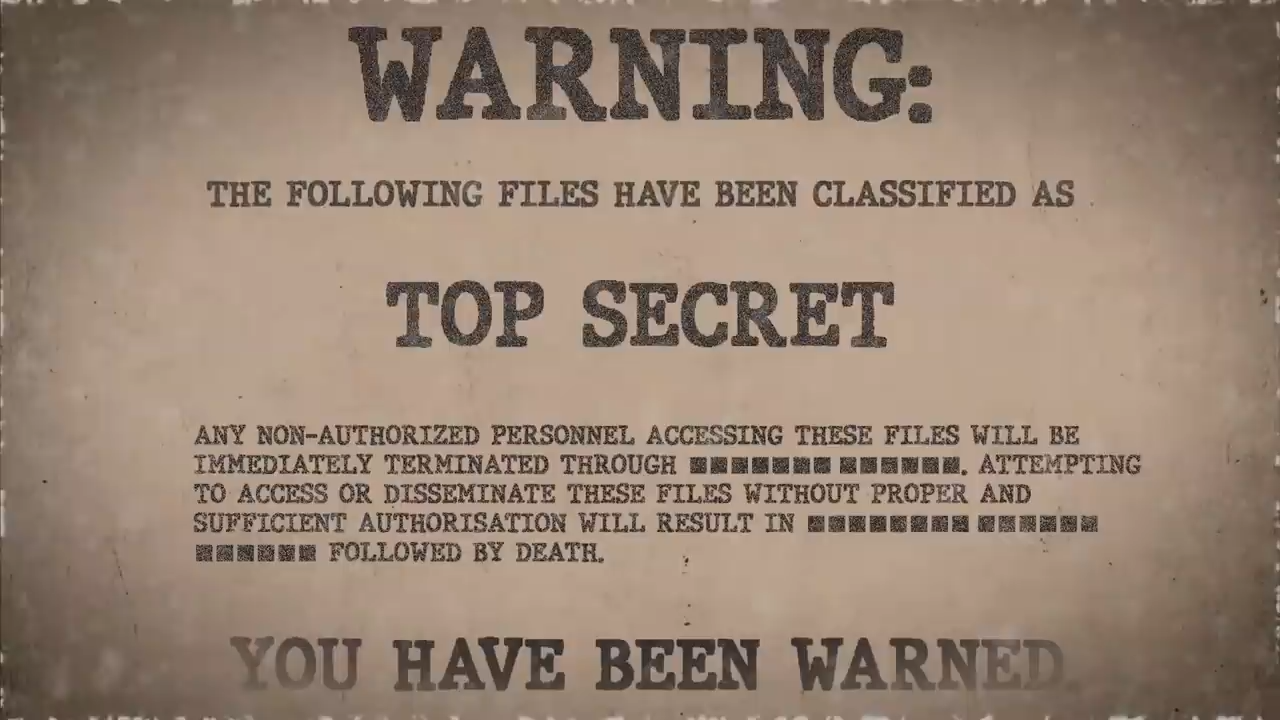 WARNING:
THE FOLLOWING FILES HAVE BEEN CLASSIFIED AS
TOP SECRET
ANY NON-AUTHORIZED PERSONNEL ACCESSING THESE FILES WILL BE
IMMEDIATELY TERMINATED THROUGH ■■■■■■■ ■■■■■■. ATTEMPTING
TO ACCESS OR DISSEMINATE THESE FILES WITHOUT PROPER AND
SUFFICIENT AUTHORISATION WILL RESULT IN ■■■■■■■■ ■■■■■■
■■■■■■ FOLLOWED BY DEATH.
YOU HAVE BEEN WARNED.